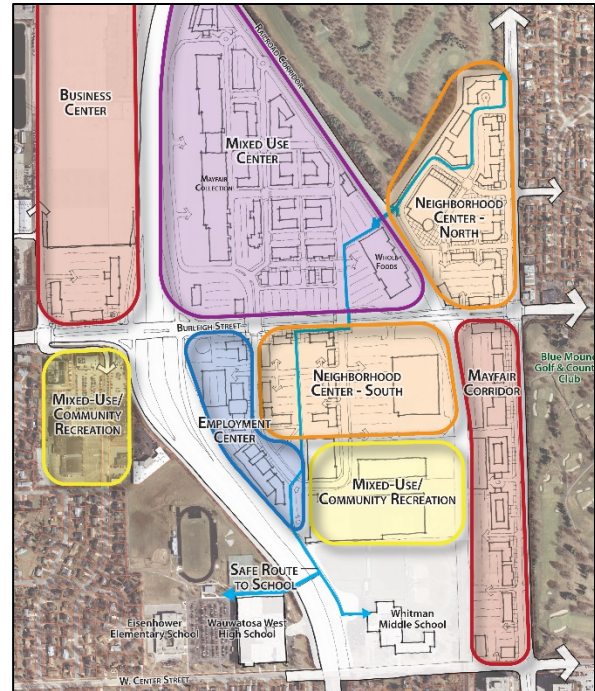 RAILROAD CORRIDOR
BUSINESS
CENTER
MIXED USE
CENTER
MAYFAIR
COLLECTION
NEIGHBORHOOD
CENTER -
NORTH
WHOLE
FOODS
BURLEIGH STREET
MIXED-USE/
COMMUNITY
RECREATION
EMPLOYMENT
CENTER
NEIGHBORHOOD
CENTER - SOUTH
MAYFAIR
CORRIDOR
Blue Mound
Golf & Country
Club
MIXED-USE/
COMMUNITY RECREATION
SAFE ROUTE
TO SCHOOL
Eisenhower
Elementary School
Wauwatosa West
High School
Whitman
Middle School
W. CENTER STREET